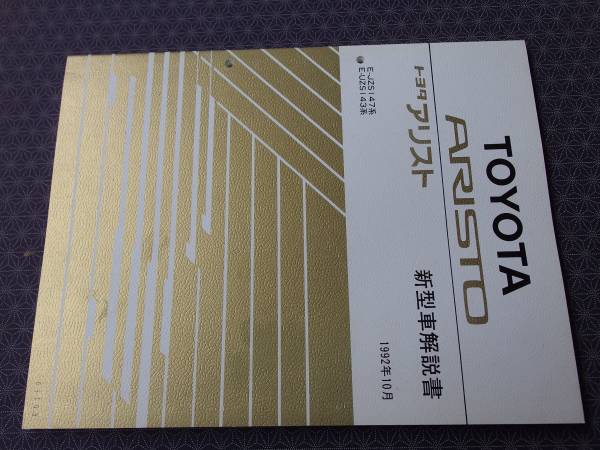 TOYOTA
ARISTO
トヨタ アリスト
新型車解説書
E-JZS147系
E-UZS143系
1992年10月